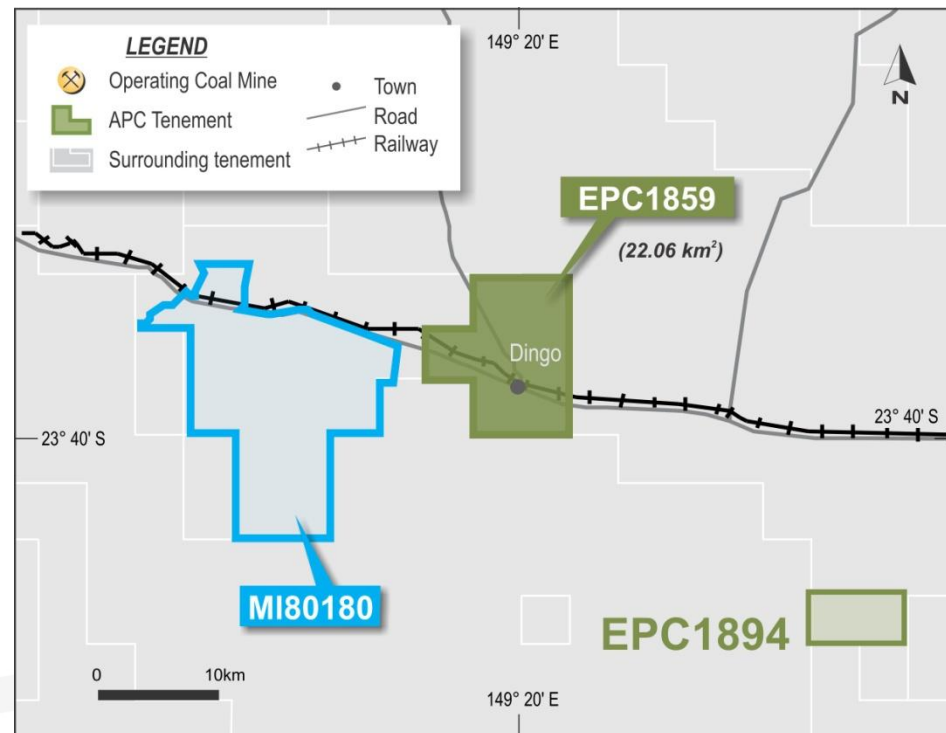 LEGEND
Operating Coal Mine
APC Tenement
Surrounding tenement
Town
Road
Railway
149° 20' E
N
EPC1859
(22.06 km²)
Dingo
23° 40' S
23° 40' S
MI80180
EPC1894
0 10km
149° 20' E